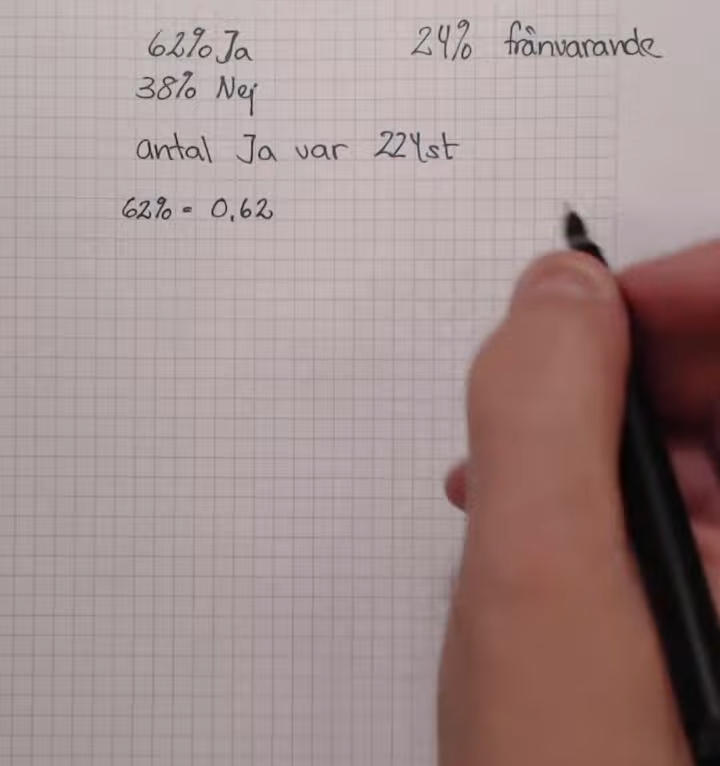 62% Ja 24% frånvarande
38% Nej
antal Ja var 224st
62% = 0,62